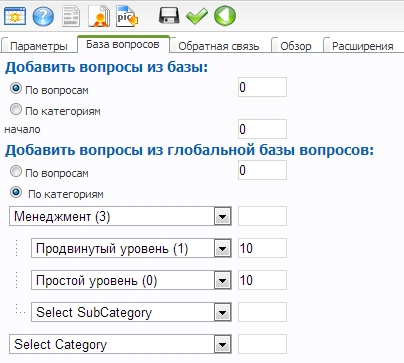 pic
Параметры База вопросов Обратная связь Обзор Расширения
Добавить вопросы из базы:
По вопросам 0
По категориям
начало 0
Добавить вопросы из глобальной базы вопросов:
По вопросам 0
По категориям
Менеджмент (3)
Продвинутый уровень (1) 10
Простой уровень (0) 10
Select SubCategory
Select Category